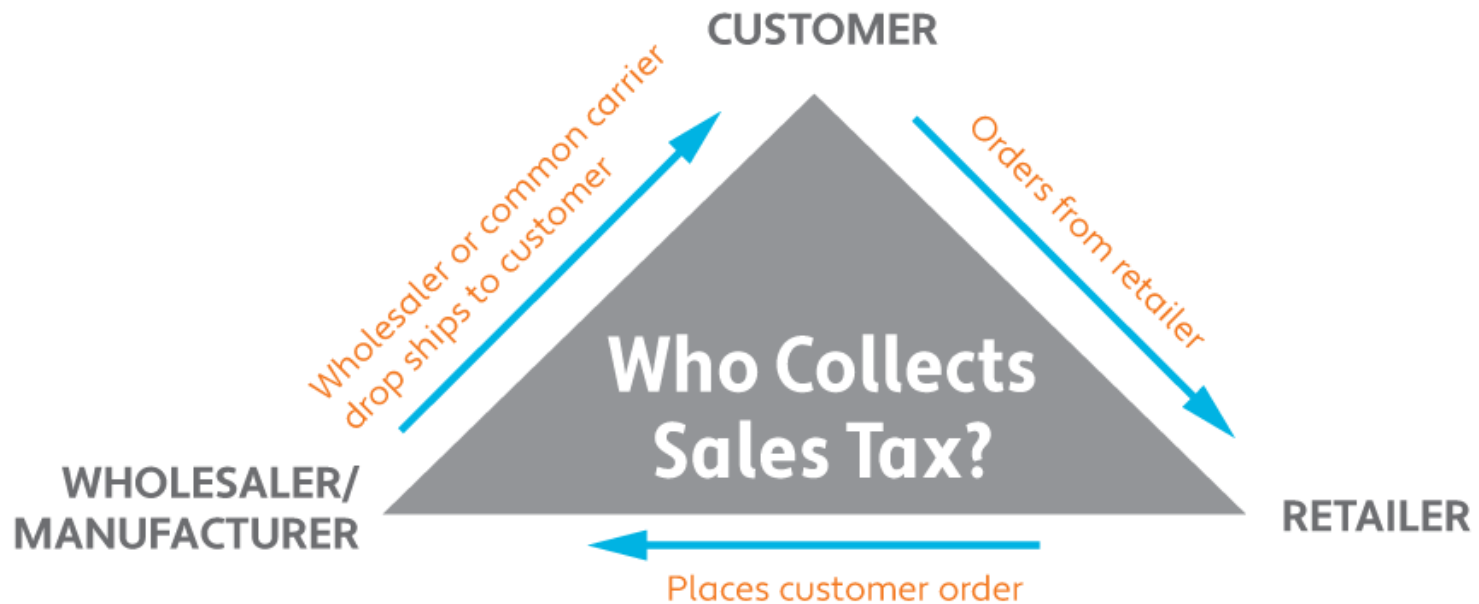 CUSTOMER
Wholesaler or common carrier
drop ships to customer
Orders from retailer
Who Collects
Sales Tax?
WHOLESALER/
MANUFACTURER
RETAILER
Places customer order